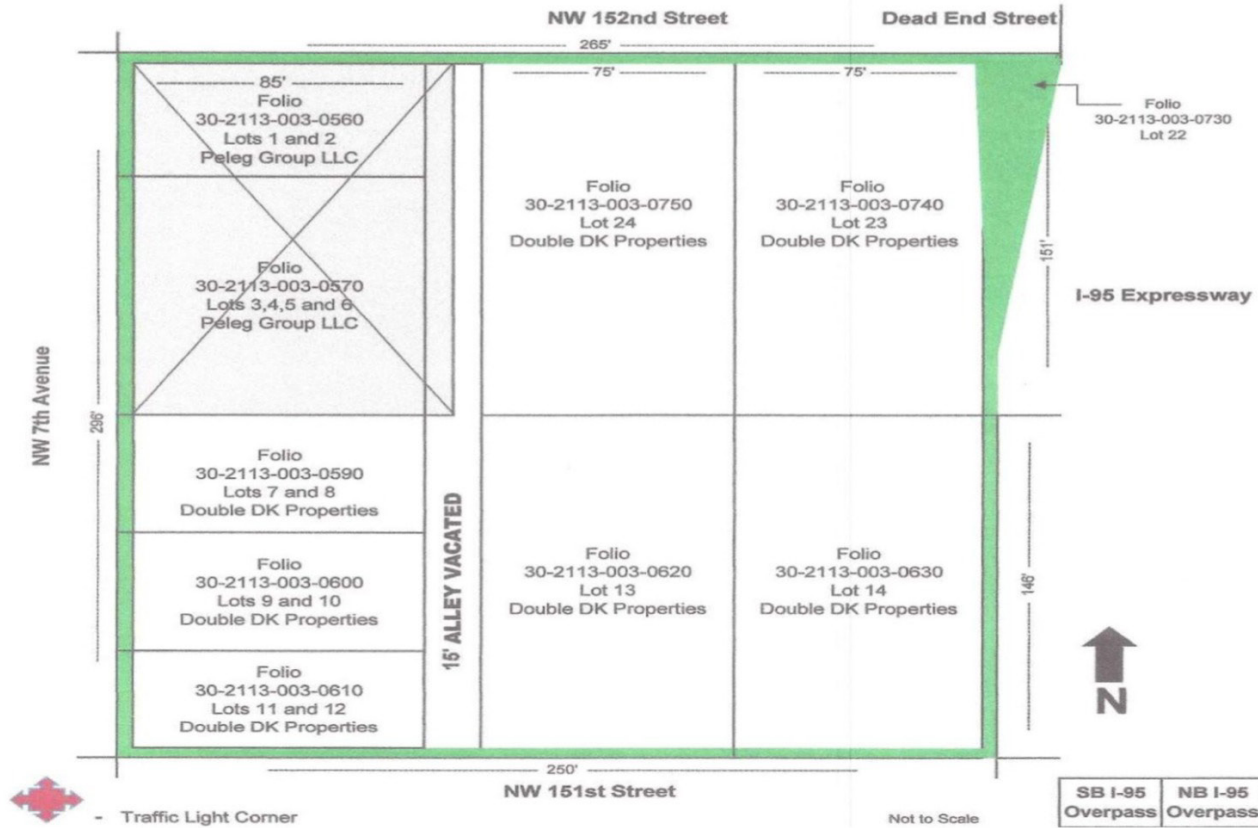 NW 152nd Street
Dead End Street
265'
85'
Folio
30-2113-003-0560
Lots 1 and 2
Peleg Group LLC
75'
75'
Folio
30-2113-003-0730
Lot 22
Folio
30-2113-003-0570
Lots 3,4,5 and 6
Peleg Group LLC
Folio
30-2113-003-0750
Lot 24
Double DK Properties
Folio
30-2113-003-0740
Lot 23
Double DK Properties
151'
I-95 Expressway
NW 7th Avenue
296'
Folio
30-2113-003-0590
Lots 7 and 8
Double DK Properties
Folio
30-2113-003-0600
Lots 9 and 10
Double DK Properties
Folio
30-2113-003-0610
Lots 11 and 12
Double DK Properties
15' ALLEY VACATED
Folio
30-2113-003-0620
Lot 13
Double DK Properties
Folio
30-2113-003-0630
Lot 14
Double DK Properties
146'
N
250'
NW 151st Street
- Traffic Light Corner
Not to Scale
SB I-95
Overpass
NB I-95
Overpass